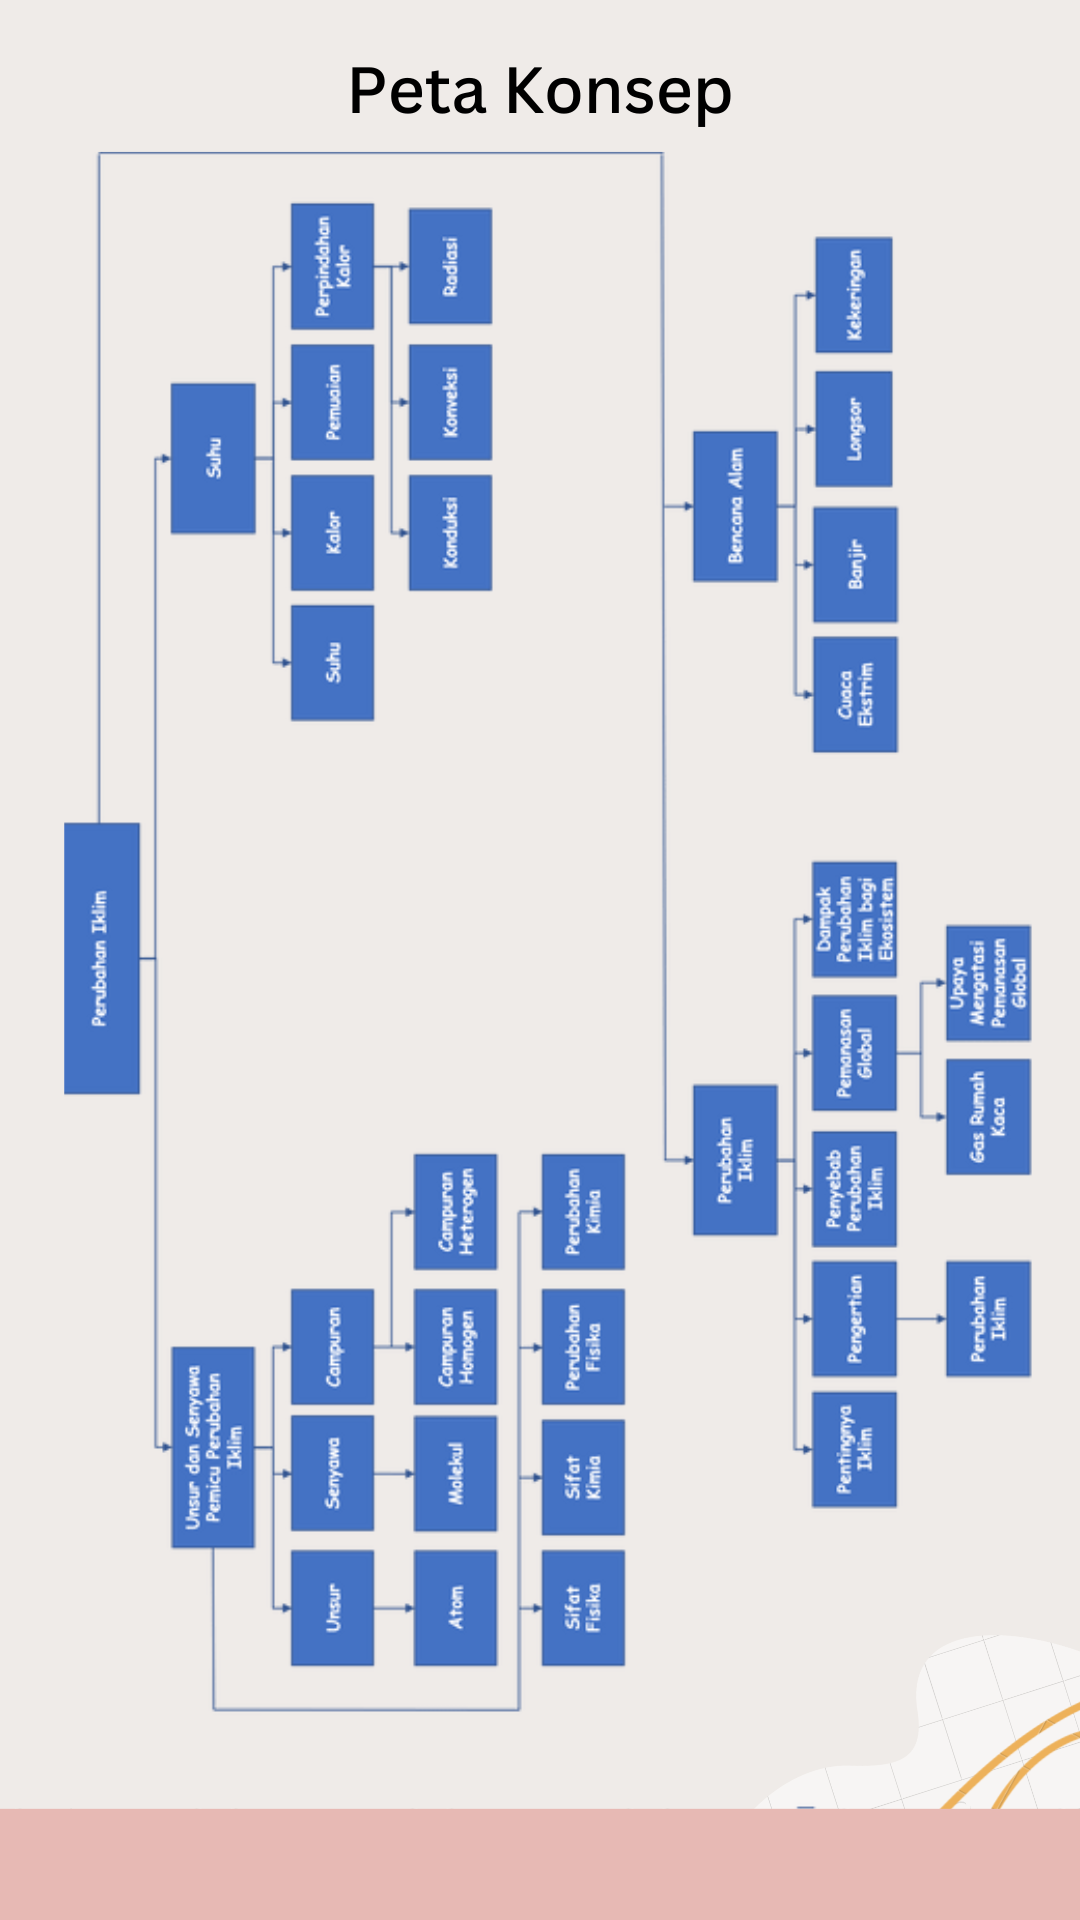 Peta Konsep
Perubahan Iklim
Unsur dan Senyawa
Pemicu Perubahan
Iklim
Suhu
Unsur
Senyawa
Campuran
Suhu
Kalor
Pemuaian
Perpindahan
Kalor
Atom
Molekul
Campuran
Homogen
Campuran
Heterogen
Konduksi
Konveksi
Radiasi
Sifat
Fisika
Sifat
Kimia
Perubahan
Fisika
Perubahan
Kimia
Perubahan
Iklim
Bencana Alam
Pentingnya
Iklim
Pengertian
Penyebab
Perubahan
Iklim
Pemanasan
Global
Dampak
Perubahan
Iklim bagi
Ekosistem
Cuaca
Ekstrim
Banjir
Longsor
Kekeringan
Perubahan
Iklim
Gas Rumah
Kaca
Upaya
Mengatasi
Pemanasan
Global